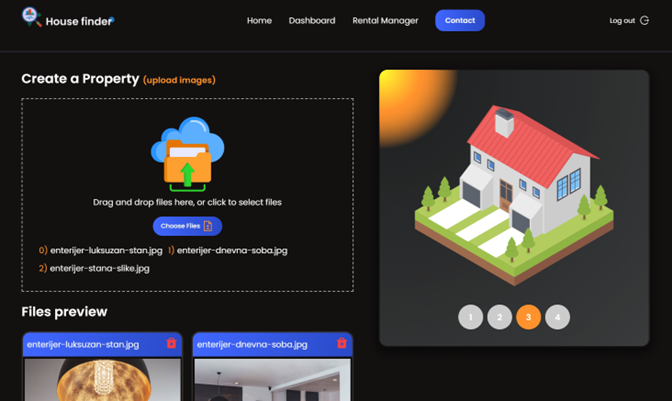 House finder
Home Dashboard Rental Manager Contact Log out
Create a Property (upload images)
Drag and drop files here, or click to select files
Choose Files
0) enterijer-luksuzan-stan.jpg 1) enterijer-dnevna-soba.jpg
2) enterijer-stana-slike.jpg
Files preview
enterijer-luksuzan-stan.jpg
enterijer-dnevna-soba.jpg
1 2 3 4